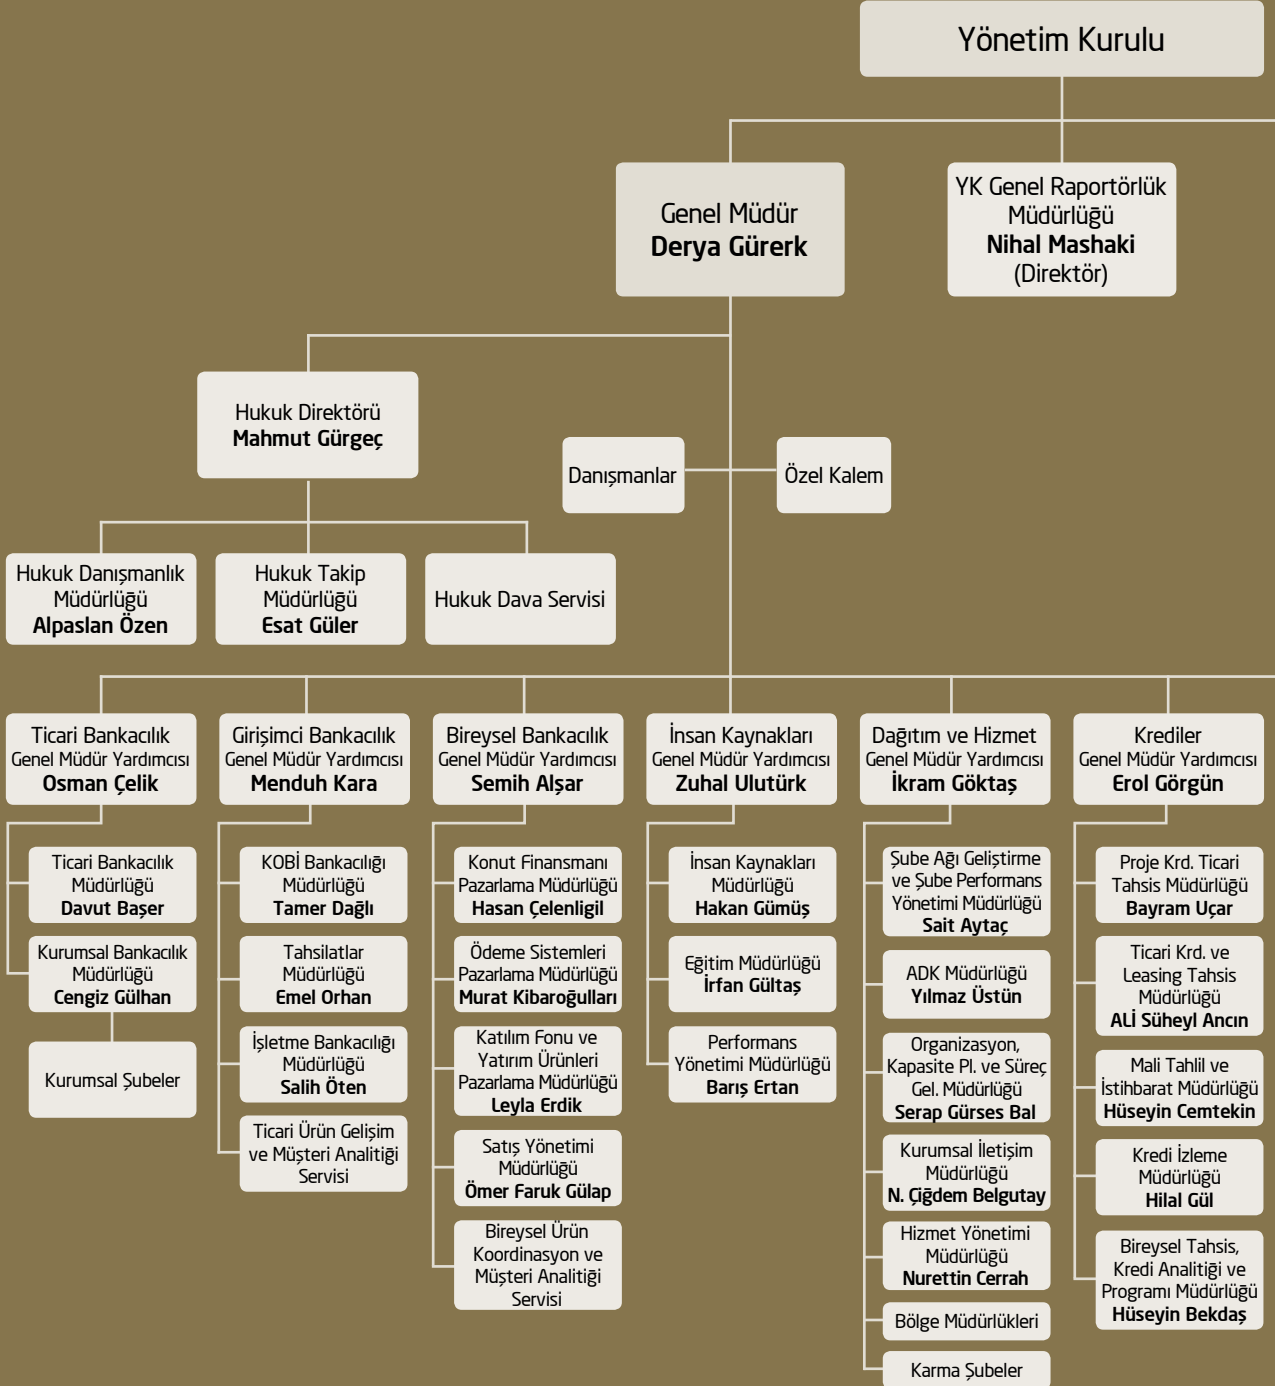 Yönetim Kurulu
Genel Müdür
Derya Gürerk
YK Genel Raportörlük
Müdürlüğü
Nihal Mashaki
(Direktör)
Hukuk Direktörü
Mahmut Gürgeç
Danışmanlar
Özel Kalem
Hukuk Danışmanlık
Müdürlüğü
Alpaslan Özen
Hukuk Takip
Müdürlüğü
Esat Güler
Hukuk Dava Servisi
Ticari Bankacılık
Genel Müdür Yardımcısı
Osman Çelik
Ticari Bankacılık
Müdürlüğü
Davut Başer
Kurumsal Bankacılık
Müdürlüğü
Cengiz Gülhan
Kurumsal Şubeler
Girişimci Bankacılık
Genel Müdür Yardımcısı
Menduh Kara
KOBİ Bankacılığı
Müdürlüğü
Tamer Dağlı
Tahsilatlar
Müdürlüğü
Emel Orhan
İşletme Bankacılığı
Müdürlüğü
Salih Öten
Ticari Ürün Gelişim
ve Müşteri Analitiği
Servisi
Bireysel Bankacılık
Genel Müdür Yardımcısı
Semih Alşar
Konut Finansmanı
Pazarlama Müdürlüğü
Hasan Çelenligil
Ödeme Sistemleri
Pazarlama Müdürlüğü
Murat Kibaroğulları
Katılım Fonu ve
Yatırım Ürünleri
Pazarlama Müdürlüğü
Leyla Erdik
Satış Yönetimi
Müdürlüğü
Ömer Faruk Gülap
Bireysel Ürün
Koordinasyon ve
Müşteri Analitiği
Servisi
İnsan Kaynakları
Genel Müdür Yardımcısı
Zuhal Ulutürk
İnsan Kaynakları
Müdürlüğü
Hakan Gümüş
Eğitim Müdürlüğü
İrfan Gültaş
Performans
Yönetimi Müdürlüğü
Barış Ertan
Dağıtım ve Hizmet
Genel Müdür Yardımcısı
İkram Göktaş
Şube Ağı Geliştirme
ve Şube Performans
Yönetimi Müdürlüğü
Sait Aytaç
ADK Müdürlüğü
Yılmaz Üstün
Organizasyon,
Kapasite Pl. ve Süreç
Gel. Müdürlüğü
Serap Gürses Bal
Kurumsal İletişim
Müdürlüğü
N. Çiğdem Belgutay
Hizmet Yönetimi
Müdürlüğü
Nurettin Cerrah
Bölge Müdürlükleri
Karma Şubeler
Krediler
Genel Müdür Yardımcısı
Erol Görgün
Proje Krd. Ticari
Tahsis Müdürlüğü
Bayram Uçar
Ticari Krd. ve
Leasing Tahsis
Müdürlüğü
ALİ Süheyl Ancın
Mali Tahlil ve
İstihbarat Müdürlüğü
Hüseyin Cemtekin
Kredi İzleme
Müdürlüğü
Hilal Gül
Bireysel Tahsis,
Kredi Analitiği ve
Programı Müdürlüğü
Hüseyin Bekdaş